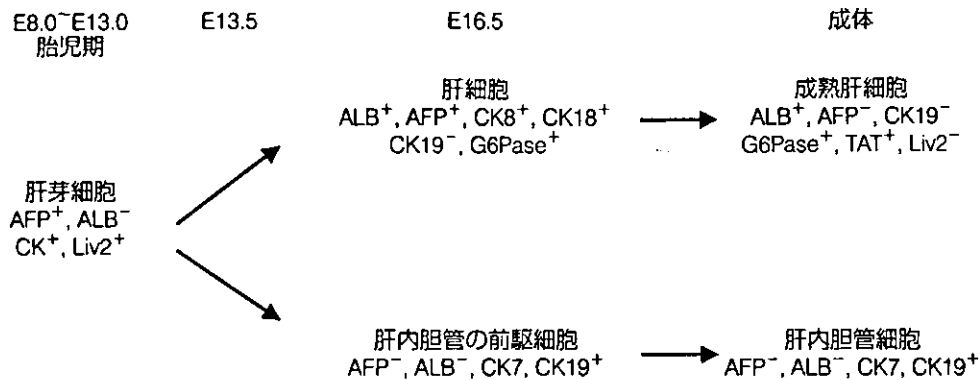 E8.0~E13.0 E13.5 E16.5 成体
胎児期
肝細胞
ALB⁺, AFP⁺, CK8⁺, CK18⁺
CK19⁻, G6Pase⁺
成熟肝細胞
ALB⁺, AFP⁻, CK19⁻
G6Pase⁺, TAT⁺, Liv2⁻
肝芽細胞
AFP⁺, ALB⁻
CK⁺, Liv2⁺
肝内胆管の前駆細胞
AFP⁻, ALB⁻, CK7, CK19⁺
肝内胆管細胞
AFP⁻, ALB⁻, CK7, CK19⁺